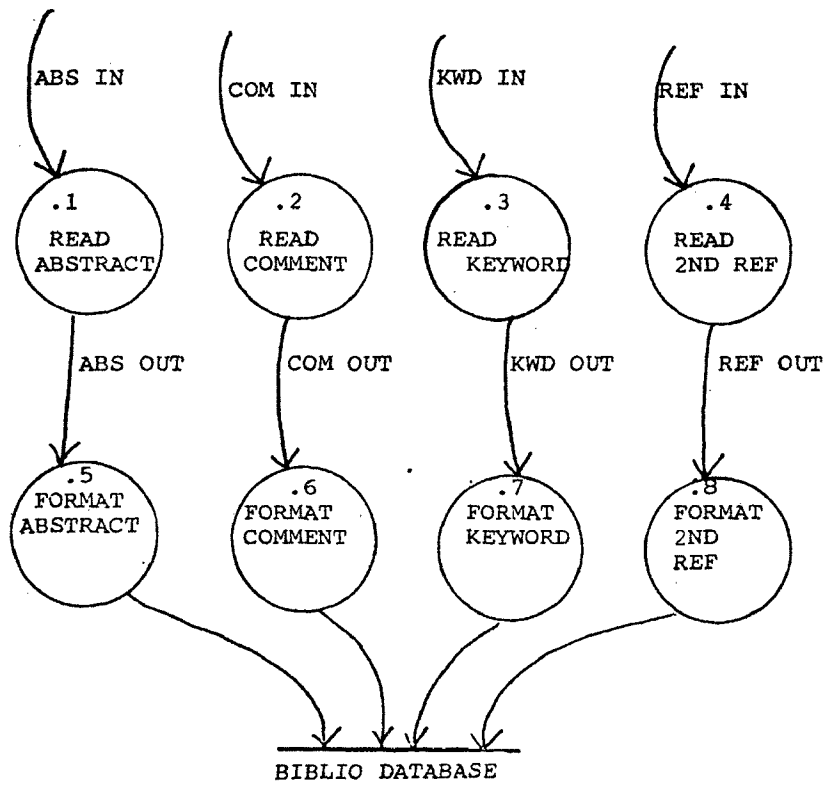 ABS IN
COM IN
KWD IN
REF IN
.1
READ
ABSTRACT
.2
READ
COMMENT
.3
READ
KEYWORD
.4
READ
2ND REF
ABS OUT
COM OUT
KWD OUT
REF OUT
.5
FORMAT
ABSTRACT
.6
FORMAT
COMMENT
.7
FORMAT
KEYWORD
.8
FORMAT
2ND
REF
BIBLIO DATABASE